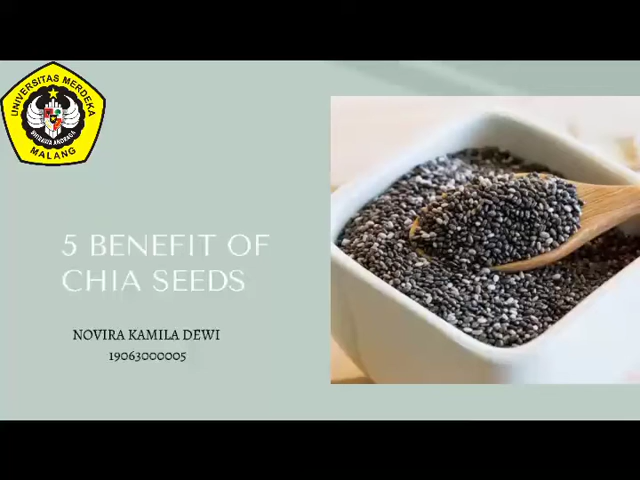 UNIVERSITAS MERDEKA
MALANG
5 BENEFIT OF
CHIA SEEDS
NOVIRA KAMILA DEWI
19063000005